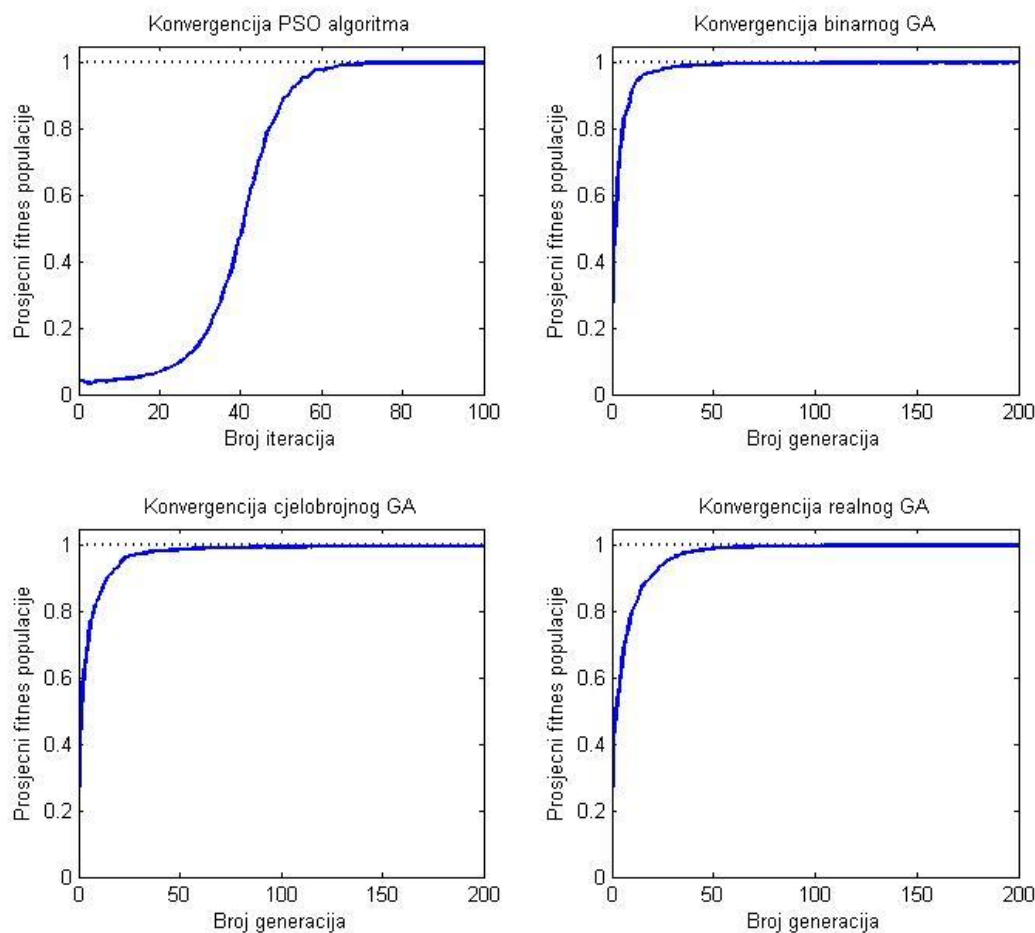 Konvergencija PSO algoritma
Prosjecni fitnes populacije
1
0.8
0.6
0.4
0.2
0
0 20 40 60 80 100
Broj iteracija
Konvergencija binarnog GA
Prosjecni fitnes populacije
1
0.8
0.6
0.4
0.2
0
0 50 100 150 200
Broj generacija
Konvergencija cjelobrojnog GA
Prosjecni fitnes populacije
1
0.8
0.6
0.4
0.2
0
0 50 100 150 200
Broj generacija
Konvergencija realnog GA
Prosjecni fitnes populacije
1
0.8
0.6
0.4
0.2
0
0 50 100 150 200
Broj generacija